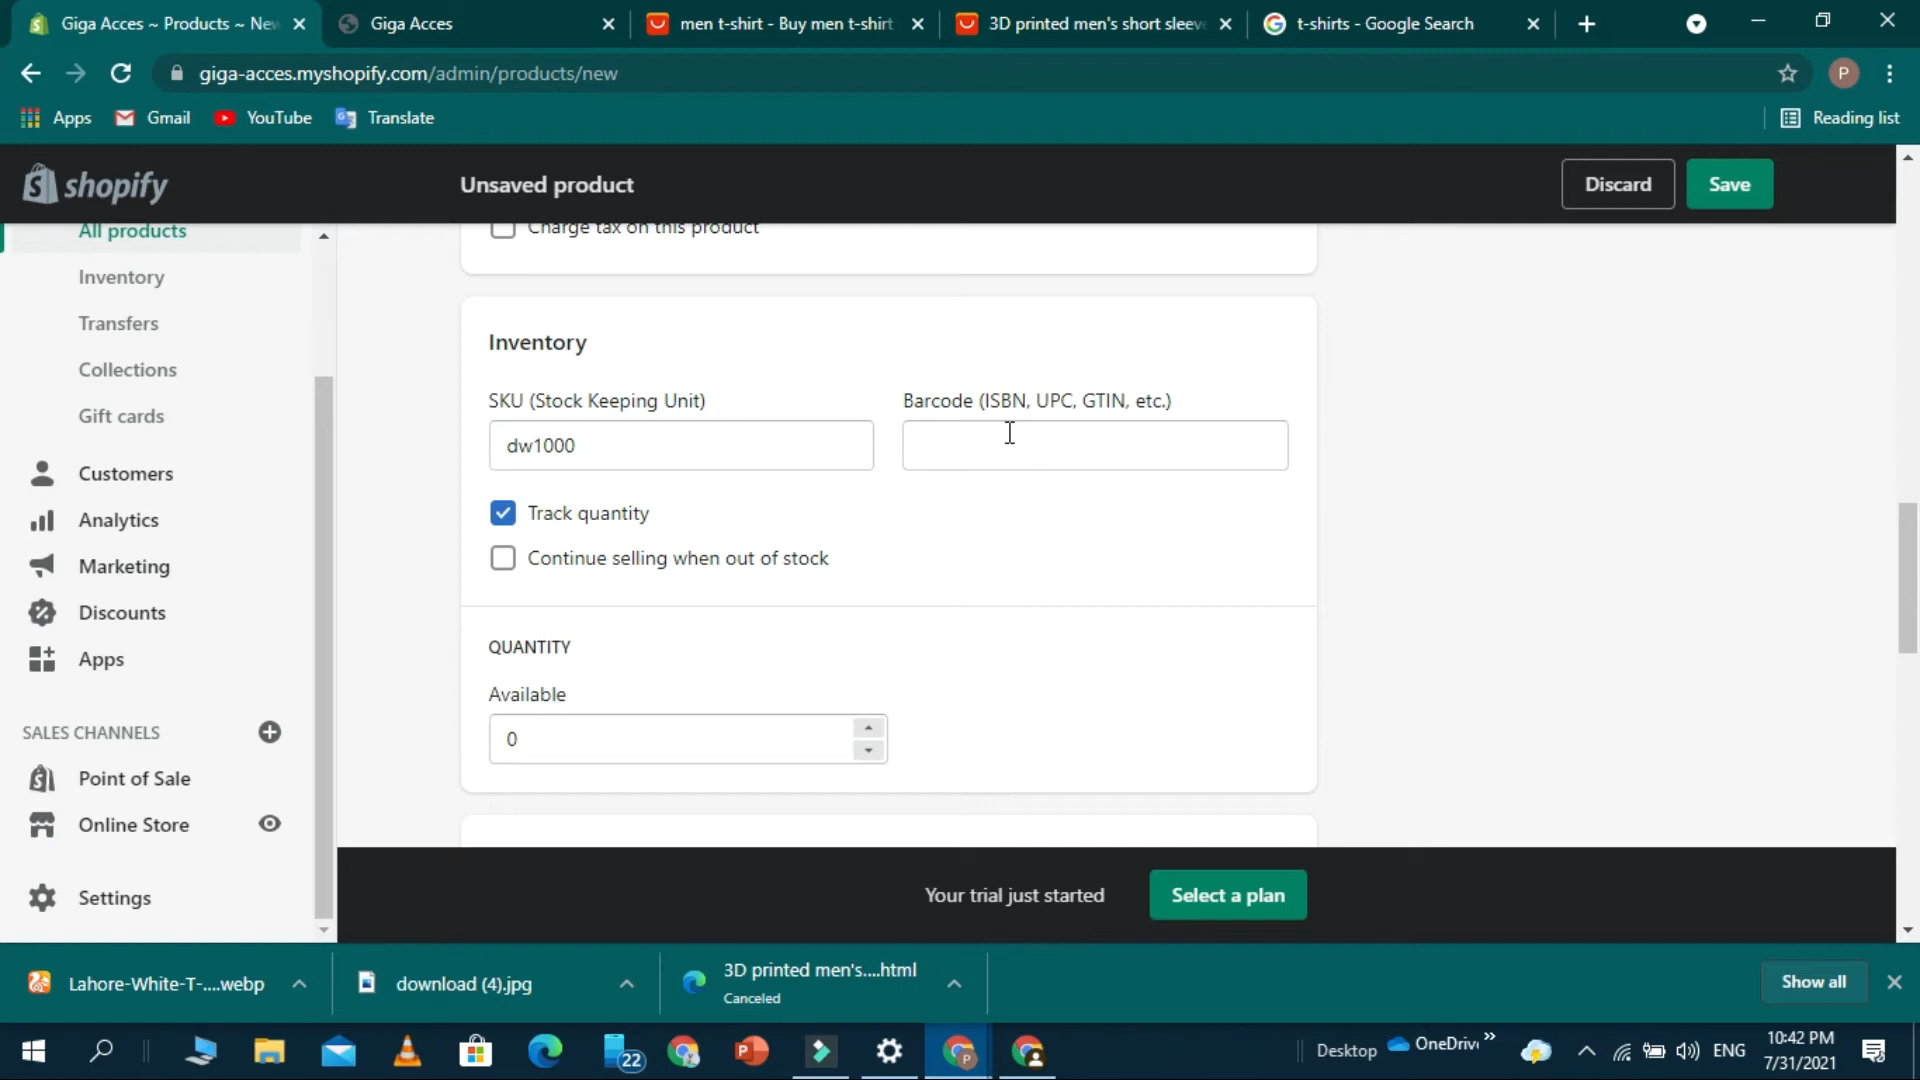 Giga Acces ~ Products ~ New
Giga Acces
men t-shirt - Buy men t-shirt
3D printed men's short sleeve
t-shirts - Google Search
giga-acces.myshopify.com/admin/products/new
P
Apps
Gmail
YouTube
Translate
Reading list
shopify
Unsaved product
Discard
Save
All products
Inventory
Transfers
Collections
Gift cards
Customers
Analytics
Marketing
Discounts
Apps
SALES CHANNELS
Point of Sale
Online Store
Settings
Charge tax on this product
Inventory
SKU (Stock Keeping Unit)
Barcode (ISBN, UPC, GTIN, etc.)
dw1000
Track quantity
Continue selling when out of stock
QUANTITY
Available
0
Your trial just started
Select a plan
Lahore-White-T-....webp
download (4).jpg
3D printed men's....html
Canceled
Show all
22
Desktop
OneDrive
ENG
10:42 PM
7/31/2021